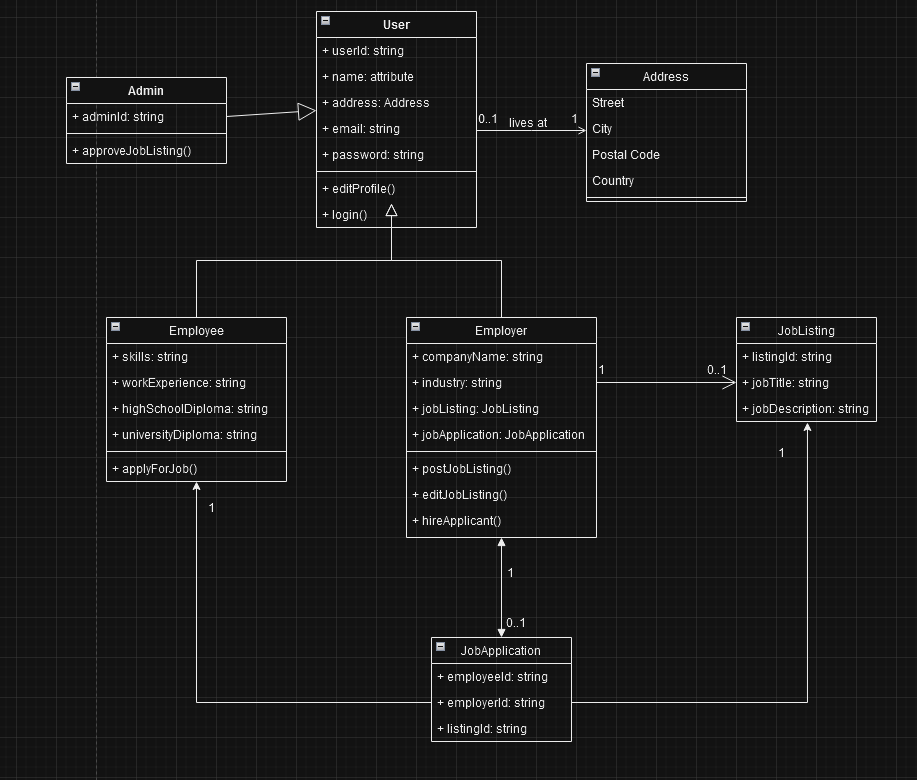 User
+ userId: string
+ name: attribute
+ address: Address
+ email: string
+ password: string
+ editProfile()
+ login()
Admin
+ adminId: string
+ approveJobListing()
0..1 lives at 1
Address
Street
City
Postal Code
Country
Employee
+ skills: string
+ workExperience: string
+ highSchoolDiploma: string
+ universityDiploma: string
+ applyForJob()
1
Employer
+ companyName: string
+ industry: string
+ jobListing: JobListing
+ jobApplication: JobApplication
+ postJobListing()
+ editJobListing()
+ hireApplicant()
1 0..1
JobListing
+ listingId: string
+ jobTitle: string
+ jobDescription: string
1
1
0..1
JobApplication
+ employeeId: string
+ employerId: string
+ listingId: string